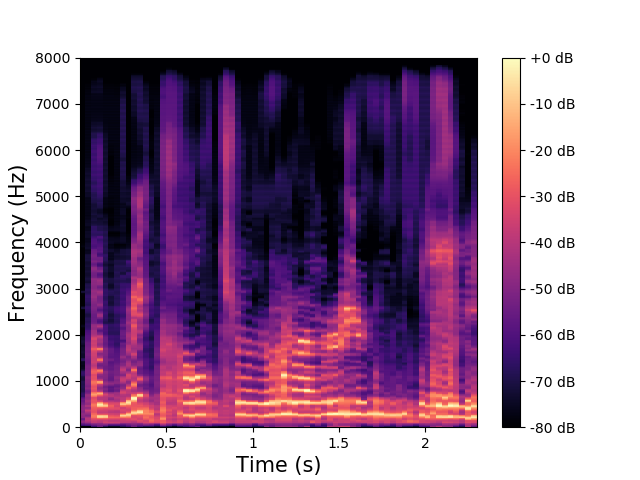 8000
7000
6000
5000
4000
3000
2000
1000
0
Frequency (Hz)
0 0.5 1 1.5 2
Time (s)
+0 dB
-10 dB
-20 dB
-30 dB
-40 dB
-50 dB
-60 dB
-70 dB
-80 dB